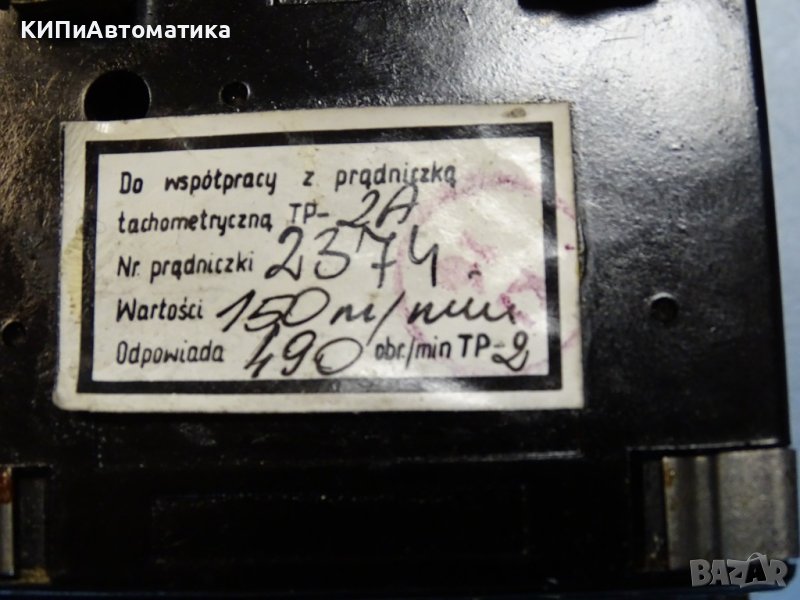 КИПиАвтоматика
Do współpracy z prądniczką
tachometryczną TP-2A
Nr. prądniczki 2374
Wartości 150 m/min
Odpowiada 490 obr./min TP-2
BAZAR